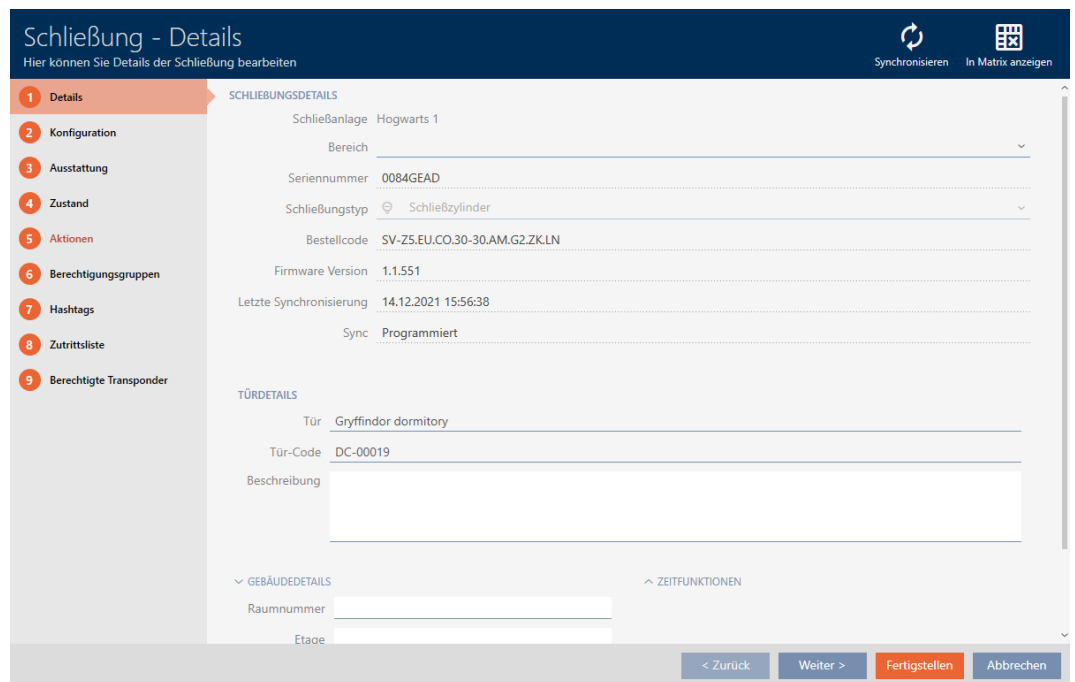 Schließung - Details
Hier können Sie Details der Schließung bearbeiten
Synchronisieren
In Matrix anzeigen
1 Details
2 Konfiguration
3 Ausstattung
4 Zustand
5 Aktionen
6 Berechtigungsgruppen
7 Hashtags
8 Zutrittsliste
9 Berechtigte Transponder
SCHLIEßUNGSDETAILS
Schließanlage Hogwarts 1
Bereich
Seriennummer 0084GEAD
Schließungstyp Schließzylinder
Bestellcode SV-Z5.EU.CO.30-30.AM.G2.ZK.LN
Firmware Version 1.1.551
Letzte Synchronisierung 14.12.2021 15:56:38
Sync Programmiert
TÜRDETAILS
Tür Gryffindor dormitory
Tür-Code DC-00019
Beschreibung
GEBÄUDEDETAILS
ZEITFUNKTIONEN
Raumnummer
Etage
< Zurück
Weiter >
Fertigstellen
Abbrechen